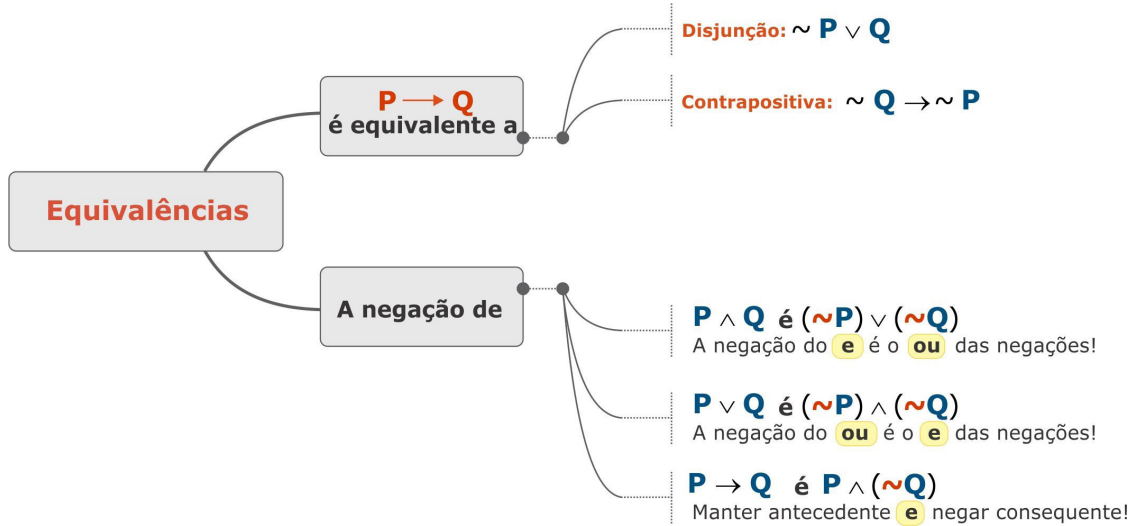 Equivalências
P → Q
é equivalente a
Disjunção: ~ P ∨ Q
Contrapositiva: ~ Q → ~ P
A negação de
P ∧ Q é (~P) ∨ (~Q)
A negação do e é o ou das negações!
P ∨ Q é (~P) ∧ (~Q)
A negação do ou é o e das negações!
P → Q é P ∧ (~Q)
Manter antecedente e negar consequente!